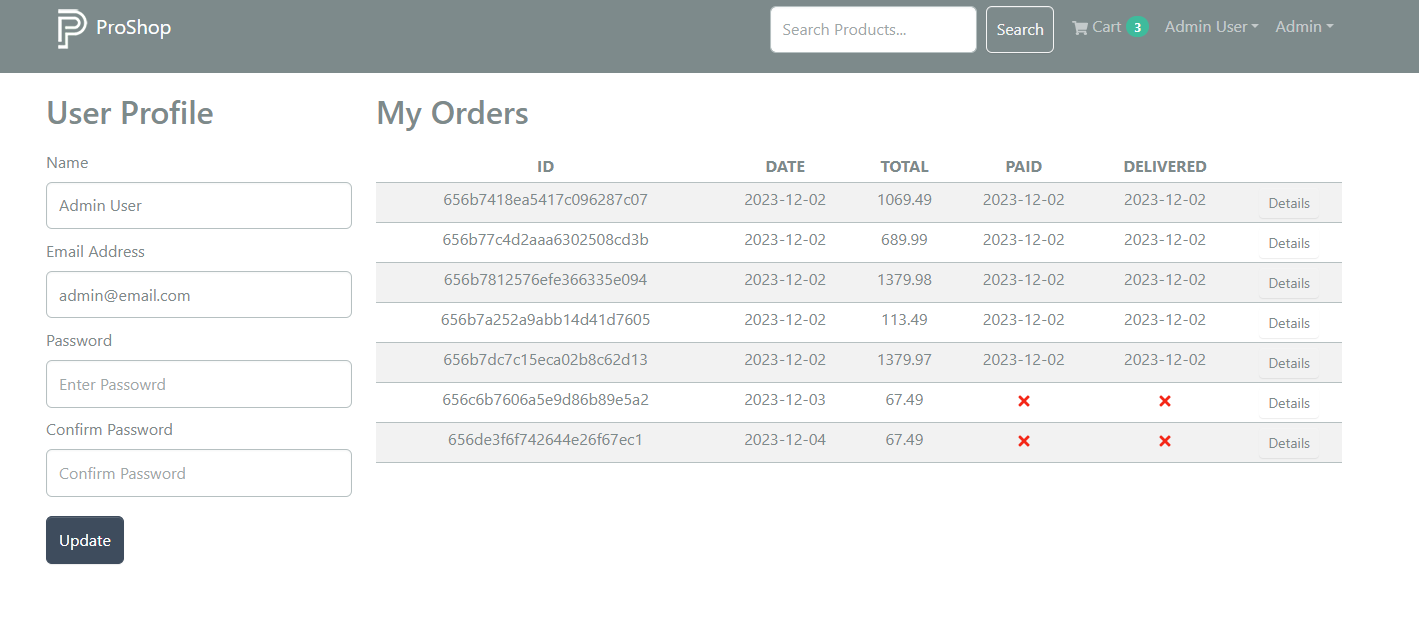 ProShop
Search Products...
Search
Cart 3
Admin User
Admin
User Profile
Name
Admin User
Email Address
admin@email.com
Password
Enter Passowrd
Confirm Password
Confirm Password
Update
My Orders
ID DATE TOTAL PAID DELIVERED
656b7418ea5417c096287c07 2023-12-02 1069.49 2023-12-02 2023-12-02 Details
656b77c4d2aaa6302508cd3b 2023-12-02 689.99 2023-12-02 2023-12-02 Details
656b7812576efe366335e094 2023-12-02 1379.98 2023-12-02 2023-12-02 Details
656b7a252a9abb14d41d7605 2023-12-02 113.49 2023-12-02 2023-12-02 Details
656b7dc7c15eca02b8c62d13 2023-12-02 1379.97 2023-12-02 2023-12-02 Details
656c6b7606a5e9d86b89e5a2 2023-12-03 67.49 Details
656de3f6f742644e26f67ec1 2023-12-04 67.49 Details